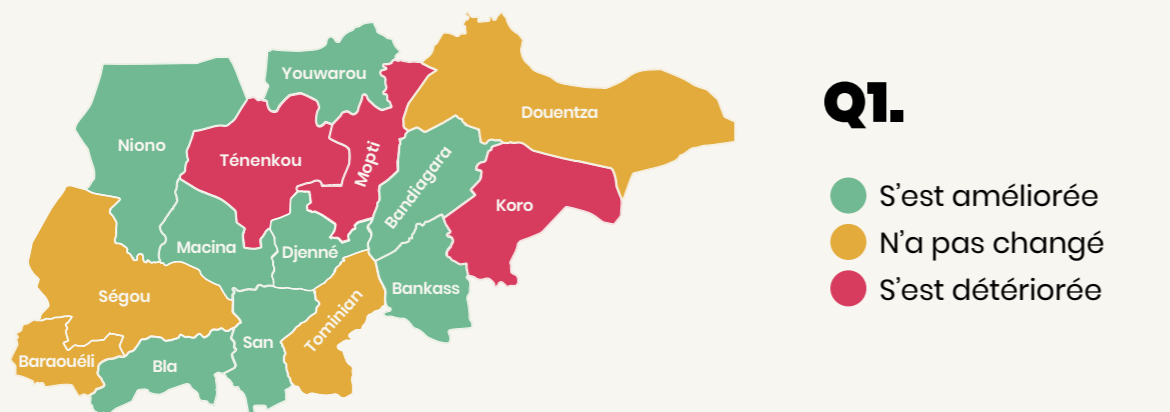 Youwarou
Douentza
Niono
Ténenkou
Mopti
Bandiagara
Koro
Macina
Djenné
Bankass
Ségou
Tominian
San
Baraouéli
Bla
Q1.
S’est améliorée
N’a pas changé
S’est détériorée